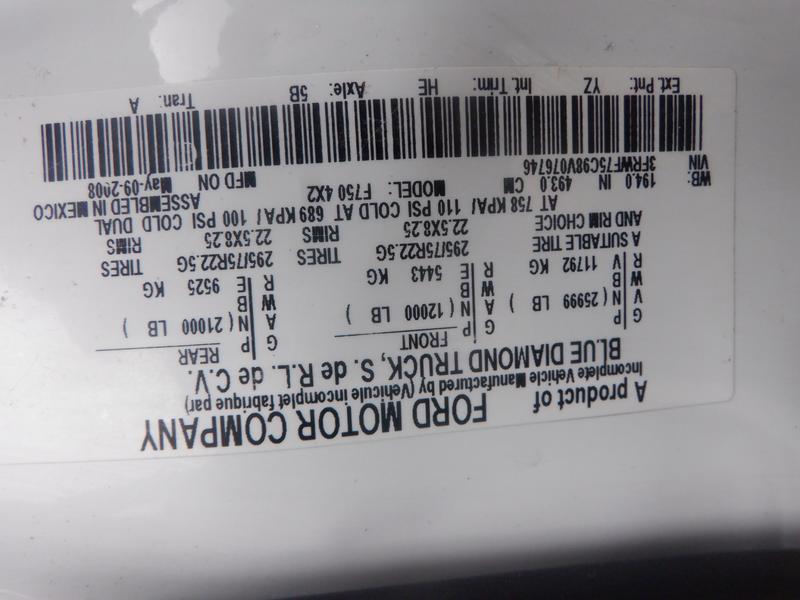 A product of FORD MOTOR COMPANY
Incomplete Vehicle Manufactured by (Vehicule incomplet fabrique par)
BLUE DIAMOND TRUCK, S. de R.L. de C.V.
FRONT REAR
G P G P
V N ( 25999 LB ) A N ( 12000 LB ) A N ( 21000 LB )
W B W B W B
R V 11792 KG R E 5443 KG R E 9525 KG
A SUITABLE TIRE 295/75R22.5G TIRES 295/75R22.5G TIRES
AND RIM CHOICE 22.5X8.25 RIMS 22.5X8.25 RIMS
AT 758 KPA/ 110 PSI COLD AT 689 KPA/ 100 PSI COLD DUAL
WB: 194.0 IN 493.0 CM MODEL: F750 4X2 ASSEMBLED IN MEXICO
VIN 3FRWF75C98V076746 MFD ON May-09-2008
Ext. Pnt: YZ Int. Trim: HE Axle: 5B Tran: A